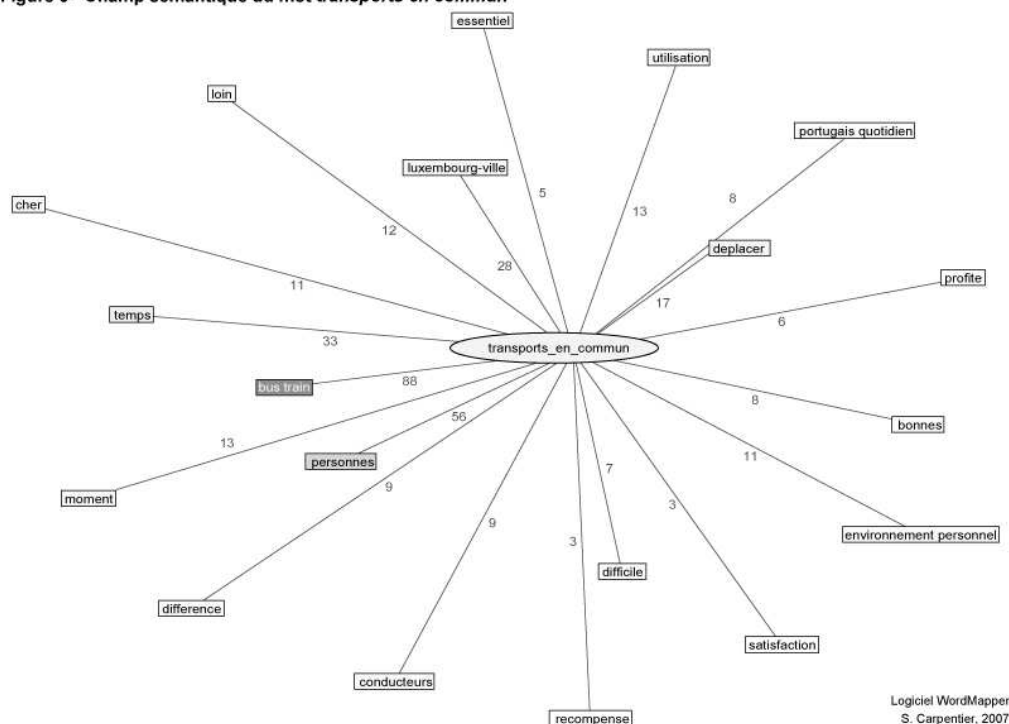 essentiel
utilisation
loin
portugais quotidien
luxembourg-ville
cher
5
13
8
12
deplacer
28
profite
11
17
temps
6
33
transports_en_commun
bus train
88
8
56
bonnes
13
personnes
11
7
9
moment
3
9
environnement personnel
3
difficile
difference
satisfaction
conducteurs
Logiciel WordMapper
recompense
S. Carpentier, 2007